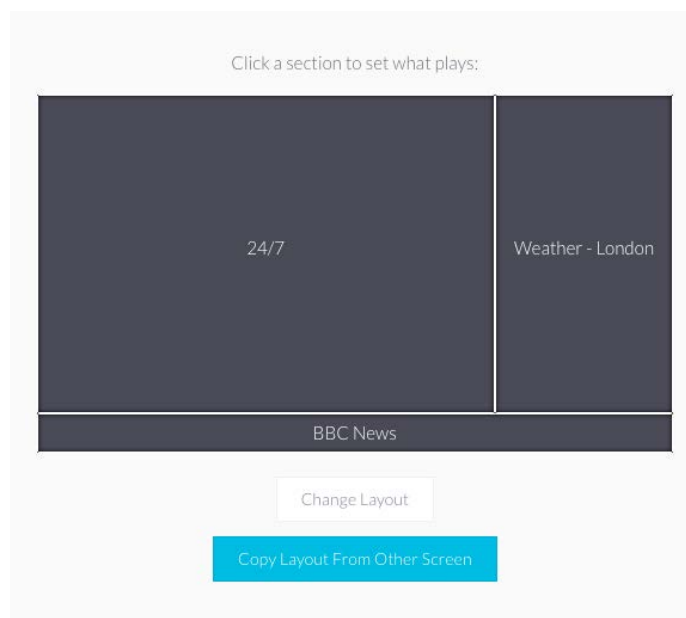 Click a section to set what plays:
24/7
Weather - London
BBC News
Change Layout
Copy Layout From Other Screen